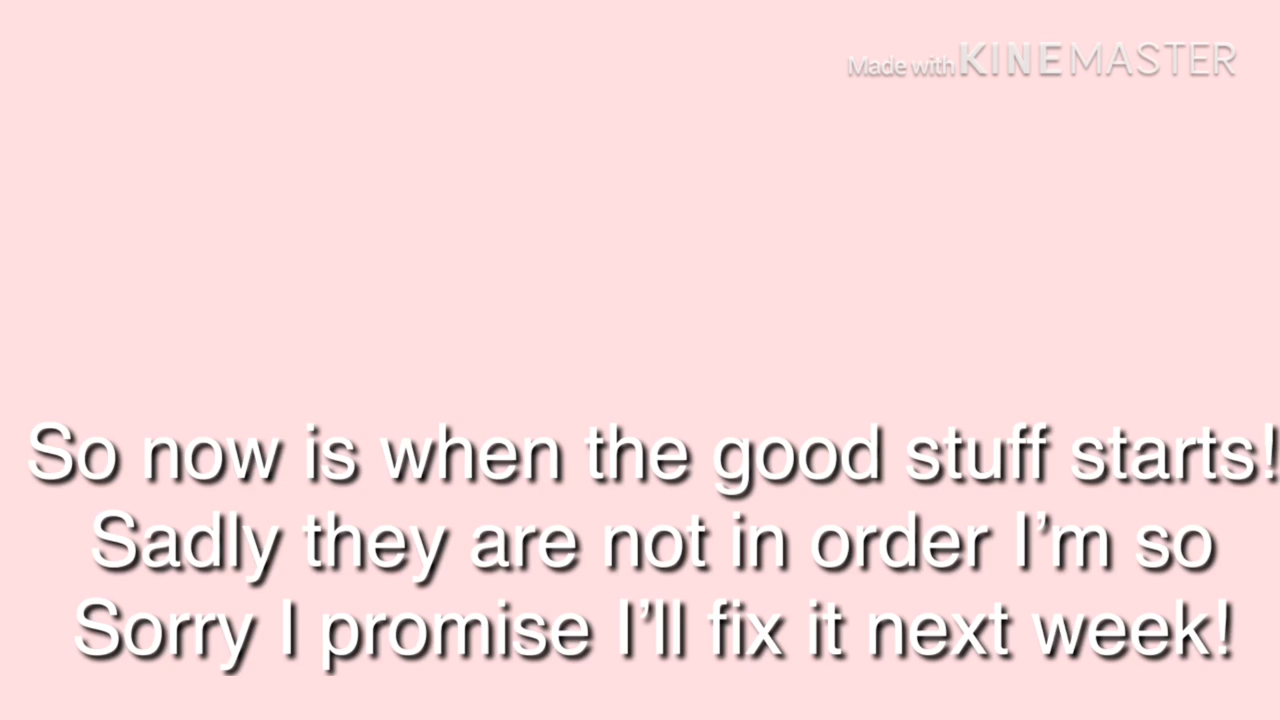 Made with KINEMASTER
So now is when the good stuff starts!
Sadly they are not in order I’m so
Sorry I promise I’ll fix it next week!